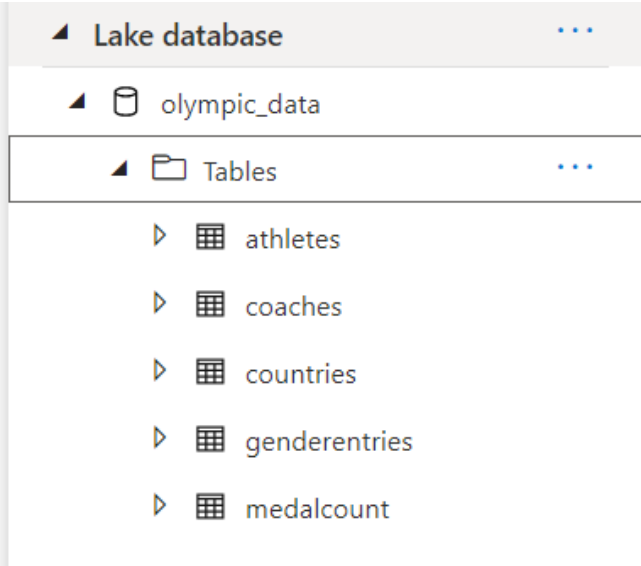 Lake database
olympic_data
Tables
athletes
coaches
countries
genderentries
medalcount